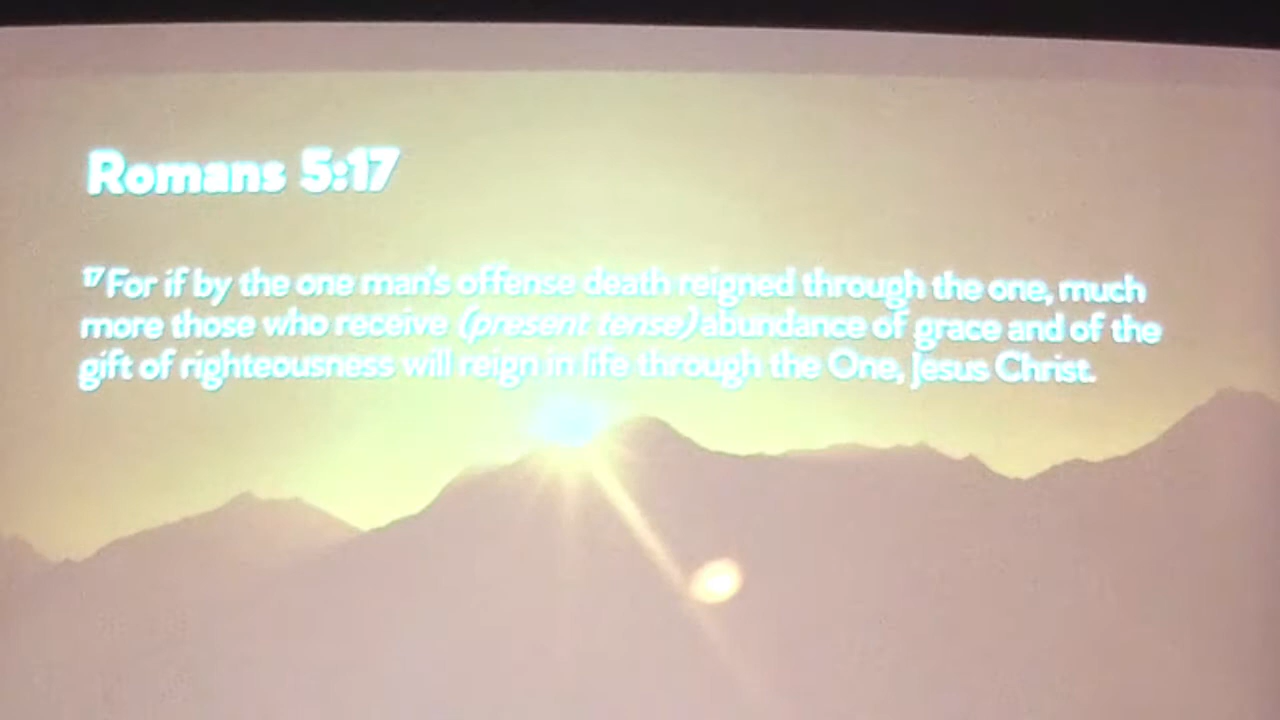 Romans 5:17
17 For if by the one man's offense death reigned through the one, much
more those who receive (present tense) abundance of grace and of the
gift of righteousness will reign in life through the One, Jesus Christ.